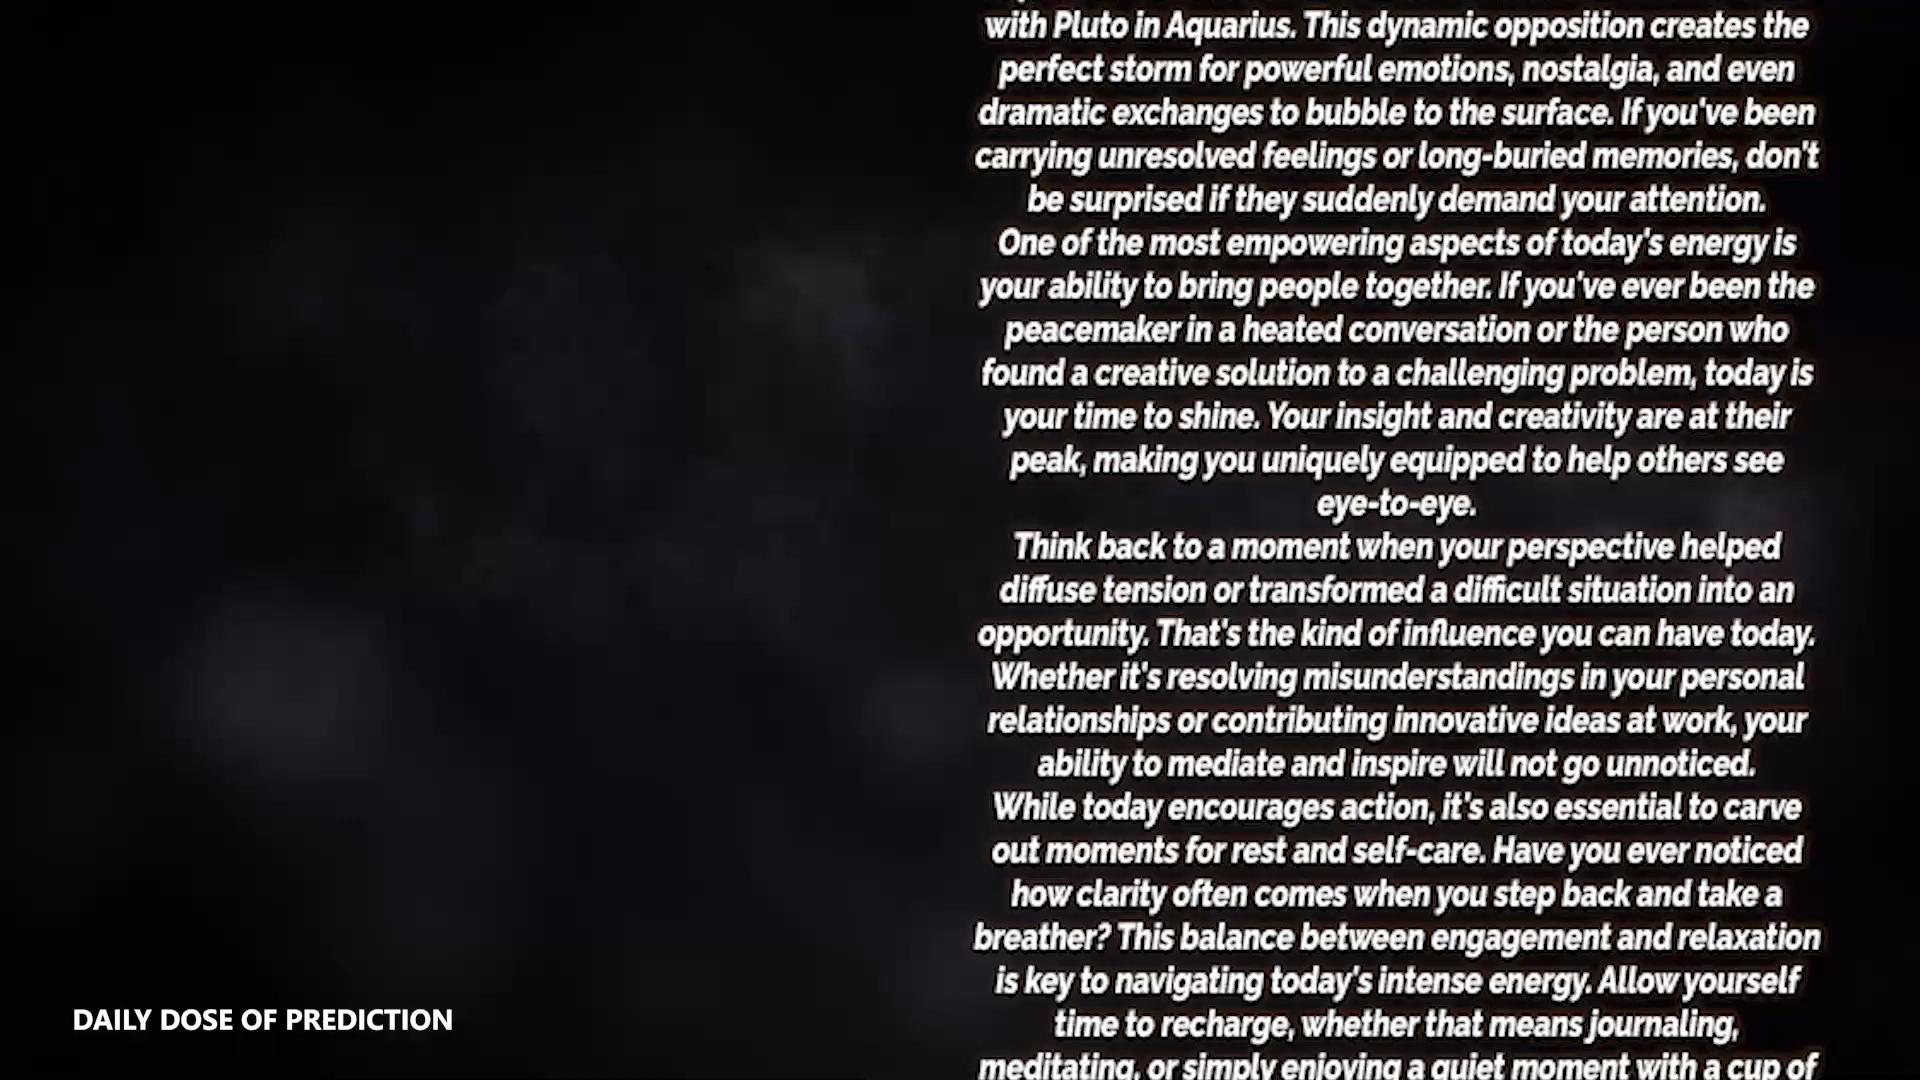 with Pluto in Aquarius. This dynamic opposition creates the
perfect storm for powerful emotions, nostalgia, and even
dramatic exchanges to bubble to the surface. If you've been
carrying unresolved feelings or long-buried memories, don't
be surprised if they suddenly demand your attention.
One of the most empowering aspects of today's energy is
your ability to bring people together. If you've ever been the
peacemaker in a heated conversation or the person who
found a creative solution to a challenging problem, today is
your time to shine. Your insight and creativity are at their
peak, making you uniquely equipped to help others see
eye-to-eye.
Think back to a moment when your perspective helped
diffuse tension or transformed a difficult situation into an
opportunity. That's the kind of influence you can have today.
Whether it's resolving misunderstandings in your personal
relationships or contributing innovative ideas at work, your
ability to mediate and inspire will not go unnoticed.
While today encourages action, it's also essential to carve
out moments for rest and self-care. Have you ever noticed
how clarity often comes when you step back and take a
breather? This balance between engagement and relaxation
is key to navigating today's intense energy. Allow yourself
time to recharge, whether that means journaling,
meditating, or simply enjoying a quiet moment with a cup of
DAILY DOSE OF PREDICTION